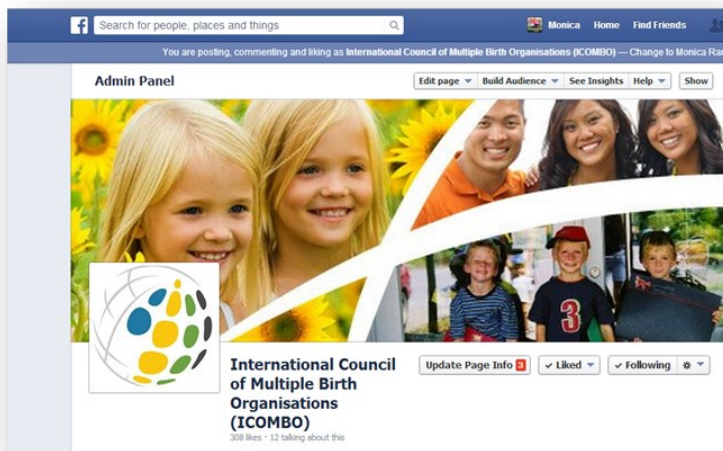 Search for people, places and things
Monica Home Find Friends
You are posting, commenting and liking as International Council of Multiple Birth Organisations (ICOMBO) — Change to Monica Ra
Admin Panel
Edit page Build Audience See Insights Help Show
3
International Council
of Multiple Birth
Organisations
(ICOMBO)
308 likes · 12 talking about this
Update Page Info 3 Liked Following